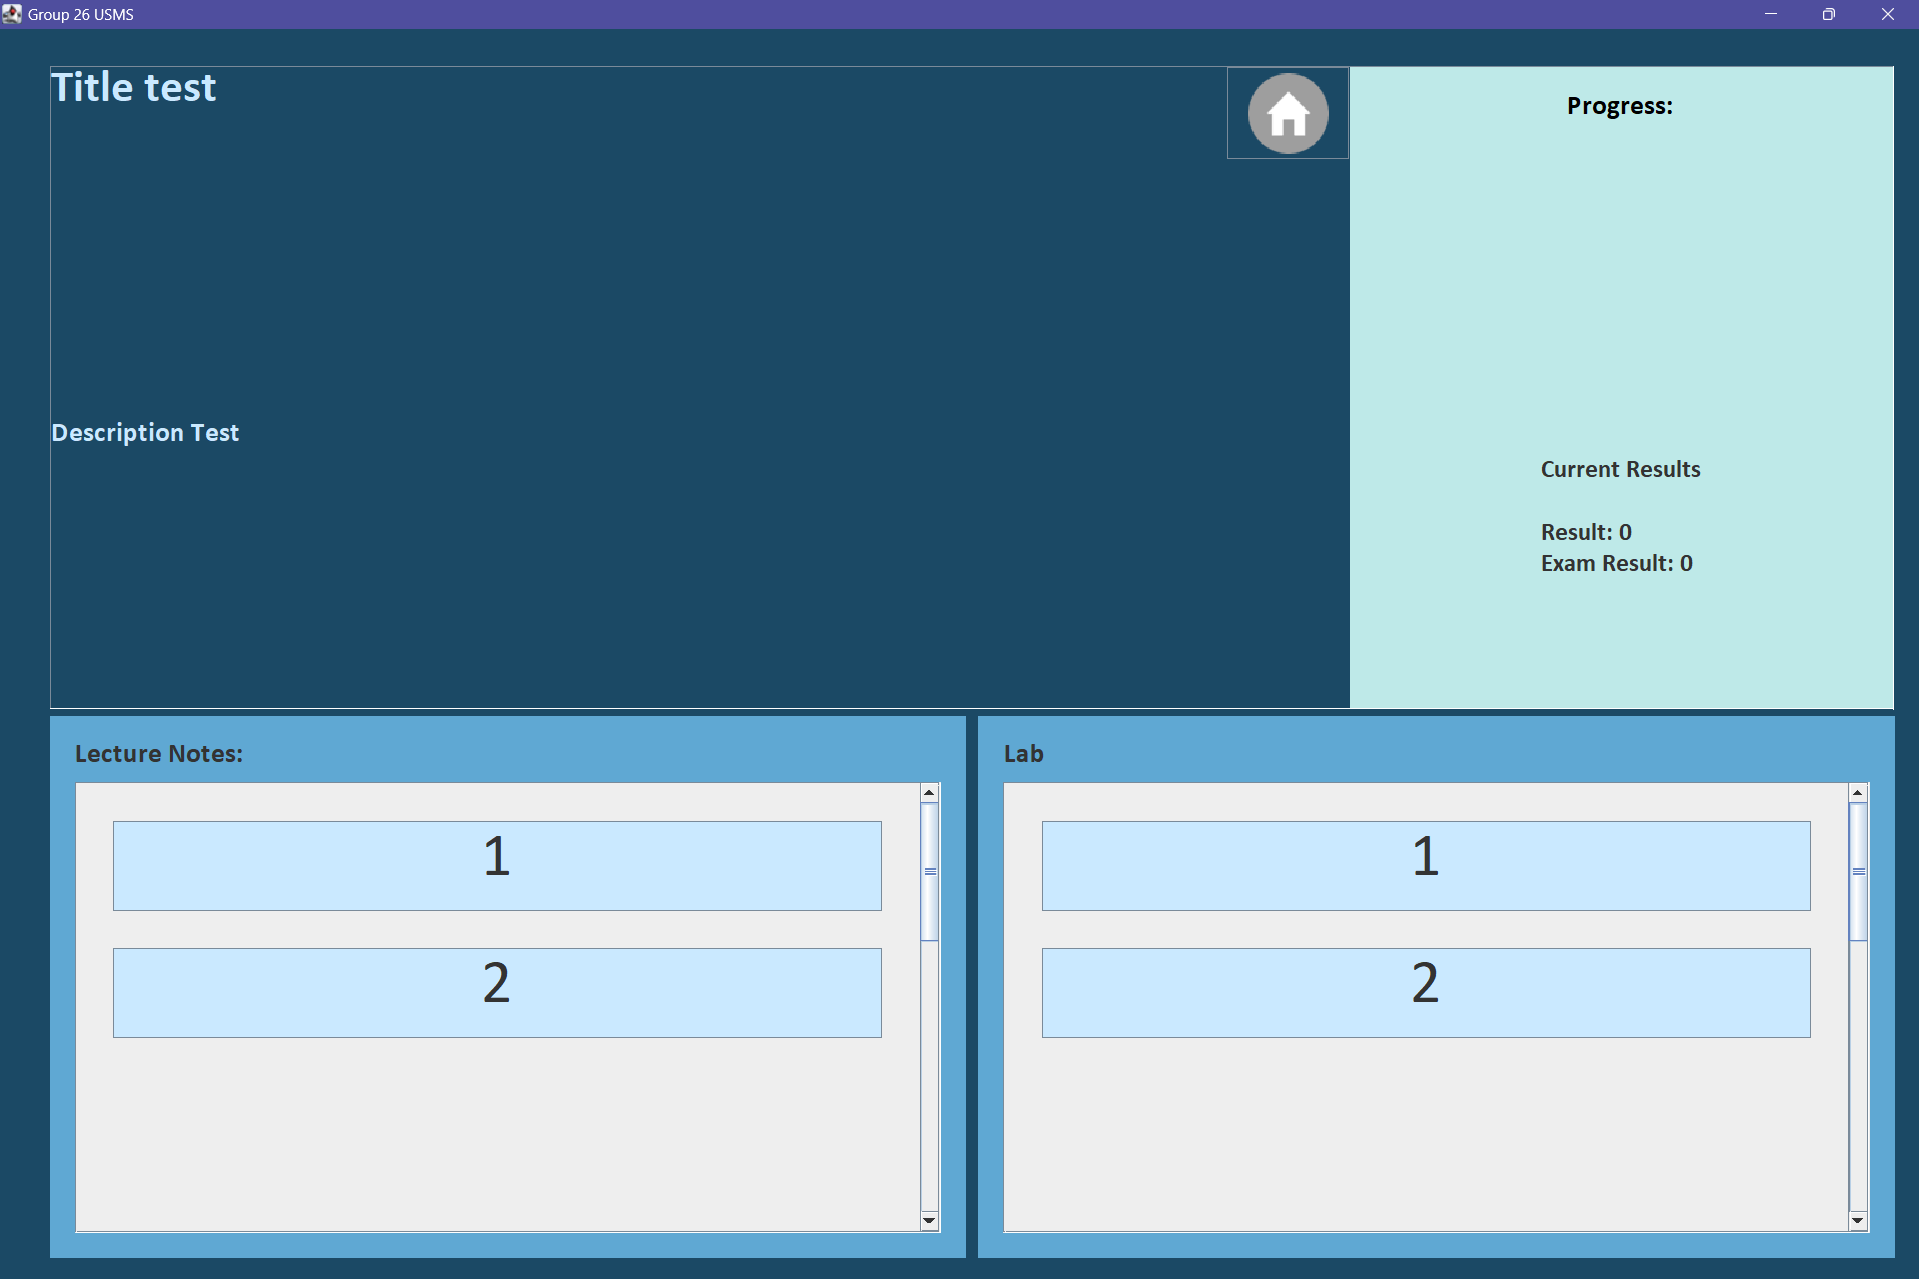 Group 26 USMS
Title test
Progress:
Description Test
Current Results
Result: 0
Exam Result: 0
Lecture Notes:
1
2
Lab
1
2